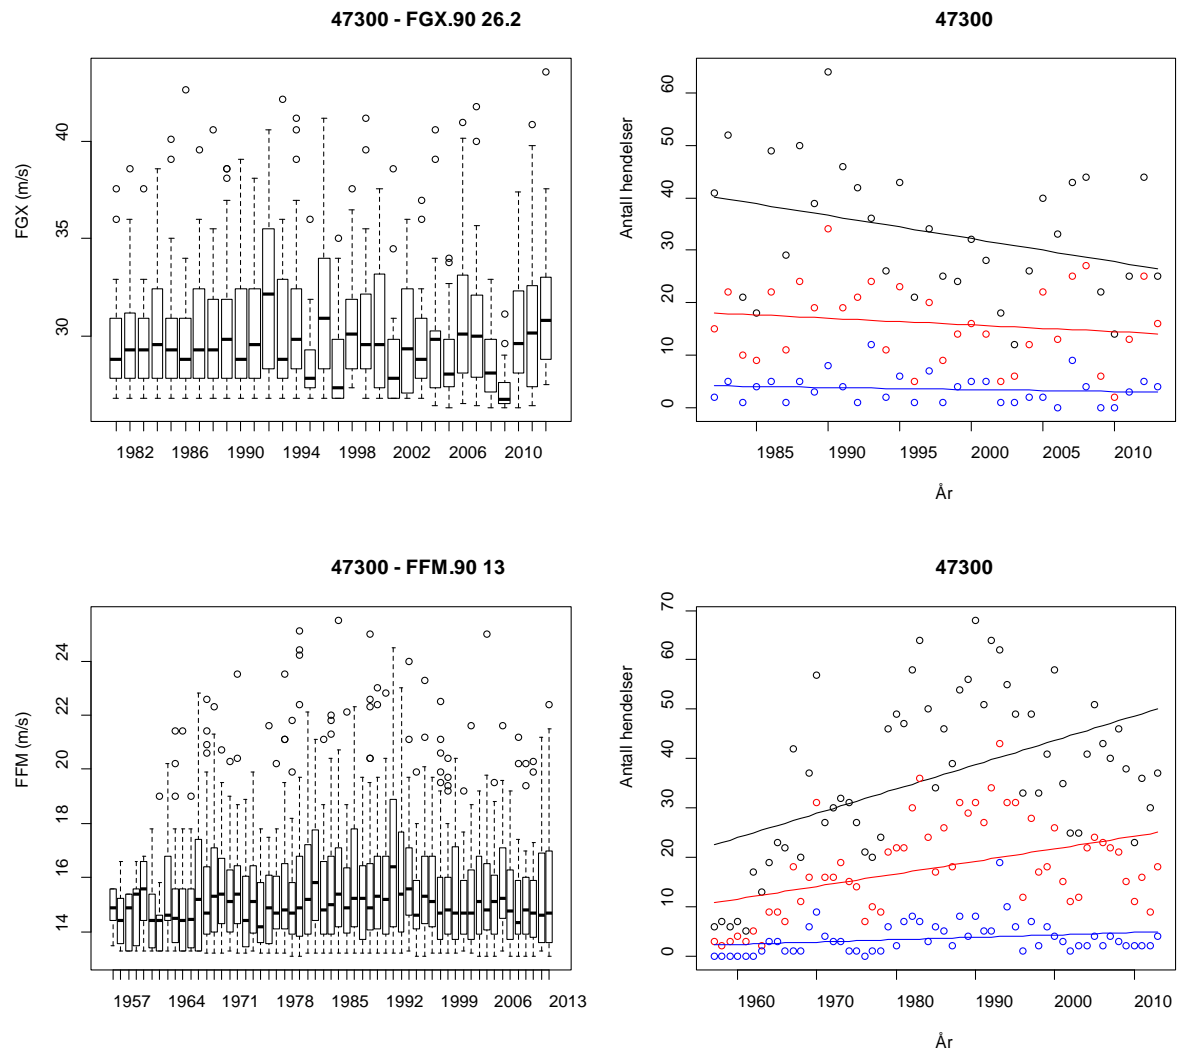 47300 - FGX.90 26.2
FGX (m/s)
40
35
30
1982 1986 1990 1994 1998 2002 2006 2010
47300
Antall hendelser
60
50
40
30
20
10
0
1985 1990 1995 2000 2005 2010
År
47300 - FFM.90 13
FFM (m/s)
24
22
20
18
16
14
1957 1964 1971 1978 1985 1992 1999 2006 2013
47300
Antall hendelser
70
60
50
40
30
20
10
0
1960 1970 1980 1990 2000 2010
År